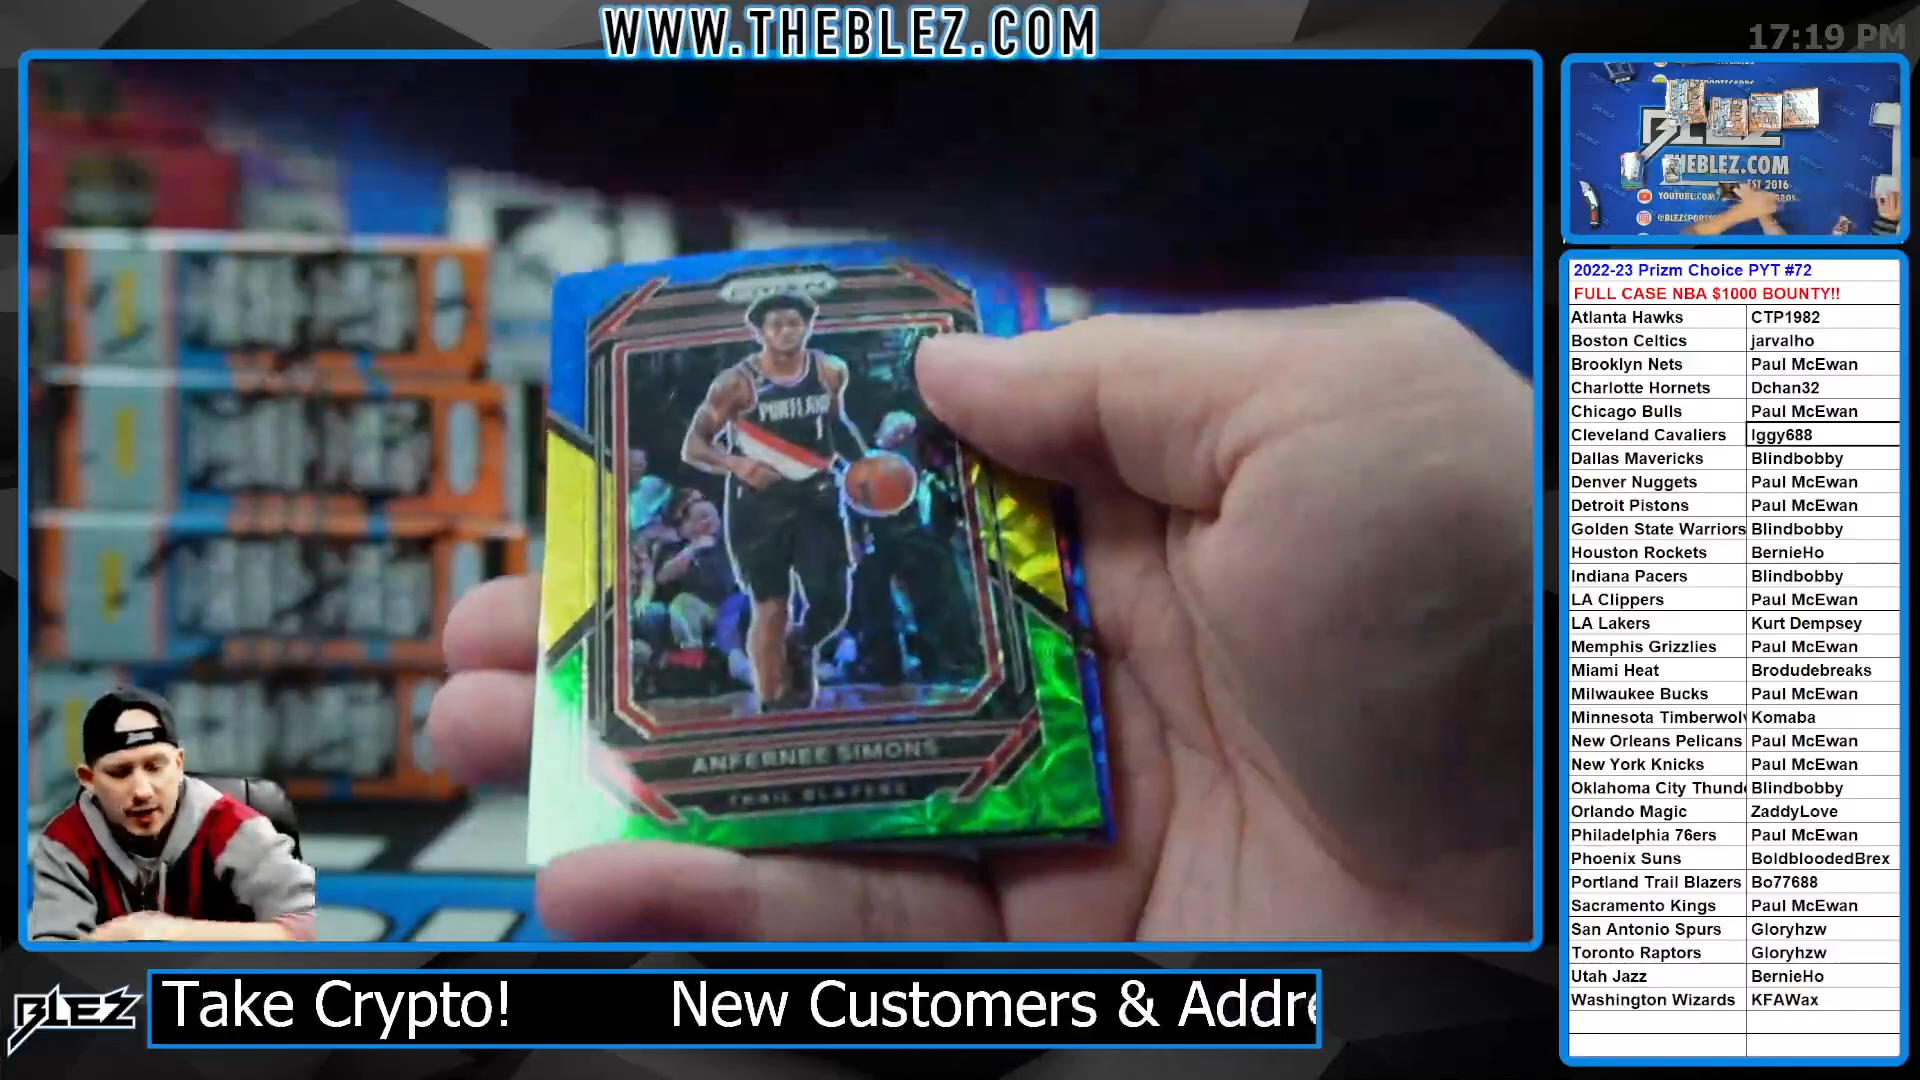 WWW.THEBLEZ.COM
17:19 PM
BLEZ
THEBLEZ.COM
EST 2016
PORTLAND
1
ANFERNEE SIMONS
TRAIL BLAZERS
2022-23 Prizm Choice PYT #72
FULL CASE NBA $1000 BOUNTY!!
Atlanta Hawks CTP1982
Boston Celtics jarvalho
Brooklyn Nets Paul McEwan
Charlotte Hornets Dchan32
Chicago Bulls Paul McEwan
Cleveland Cavaliers Iggy688
Dallas Mavericks Blindbobby
Denver Nuggets Paul McEwan
Detroit Pistons Paul McEwan
Golden State Warriors Blindbobby
Houston Rockets BernieHo
Indiana Pacers Blindbobby
LA Clippers Paul McEwan
LA Lakers Kurt Dempsey
Memphis Grizzlies Paul McEwan
Miami Heat Brodudebreaks
Milwaukee Bucks Paul McEwan
Minnesota Timberwolv Komaba
New Orleans Pelicans Paul McEwan
New York Knicks Paul McEwan
Oklahoma City Thund Blindbobby
Orlando Magic ZaddyLove
Philadelphia 76ers Paul McEwan
Phoenix Suns BoldbloodedBrex
Portland Trail Blazers Bo77688
Sacramento Kings Paul McEwan
San Antonio Spurs Gloryhzw
Toronto Raptors Gloryhzw
Utah Jazz BernieHo
Washington Wizards KFAWax
BLEZ
Take Crypto! New Customers & Addre